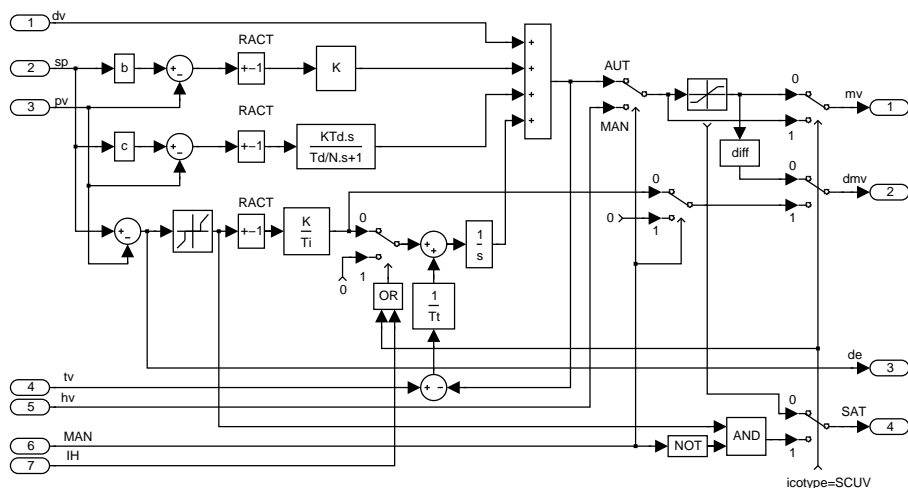 1 dv
2 sp
3 pv
b
+ −
RACT
+−1
K
c
+ −
RACT
+−1
KTd.s
Td/N.s+1
+
+
+
+
AUT
MAN
0
mv
1
1
diff
0
dmv
2
1
0
0
1
+ −
RACT
+−1
K
Ti
0
0
1
OR
+
+
1
s
1
Tt
+ −
de
3
4 tv
5 hv
6 MAN
7 IH
NOT
AND
0
SAT
4
1
icotype=SCUV